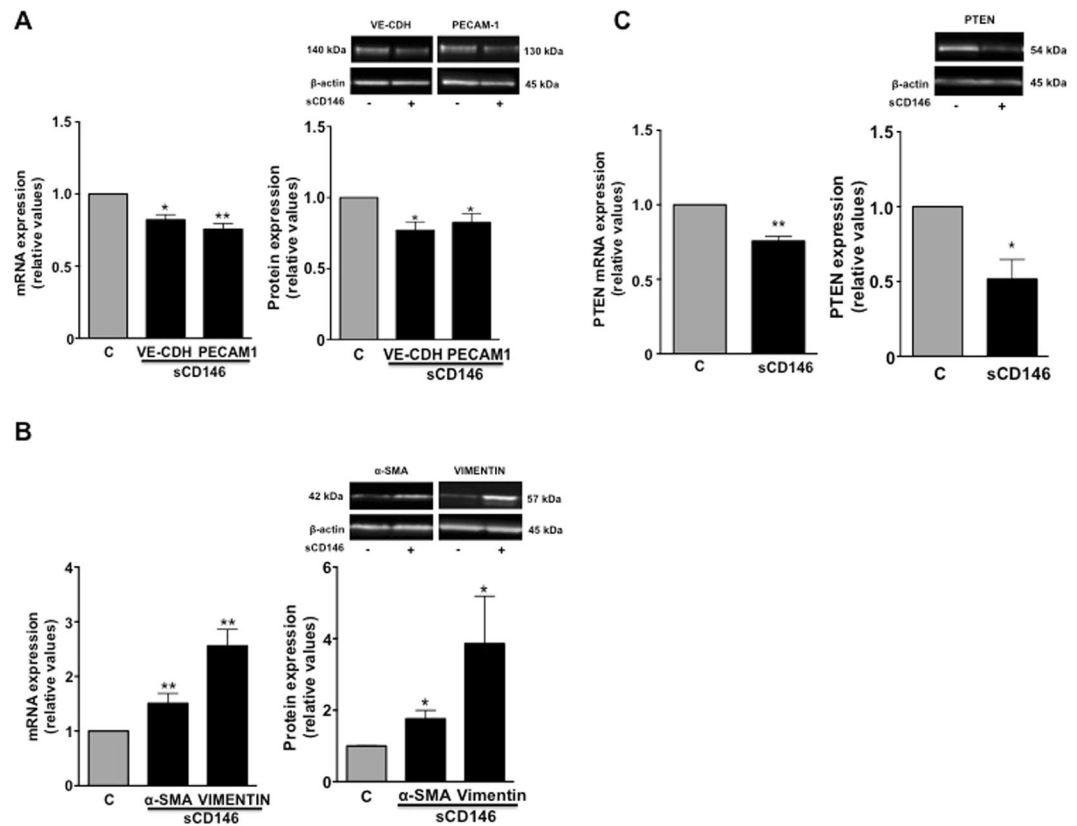 A
VE-CDH PECAM-1
140 kDa 130 kDa
β-actin 45 kDa
sCD146 - + - +
mRNA expression
(relative values)
1.5
1.0
0.5
0
C VE-CDH PECAM1
sCD146
* **
Protein expression
(relative values)
1.5
1.0
0.5
0
C VE-CDH PECAM1
sCD146
* *
C
PTEN
54 kDa
β-actin 45 kDa
sCD146 - +
PTEN mRNA expression
(relative values)
1.5
1.0
0.5
0
C sCD146
**
PTEN expression
(relative values)
1.5
1.0
0.5
0.0
C sCD146
*
B
α-SMA VIMENTIN
42 kDa 57 kDa
β-actin 45 kDa
sCD146 - + - +
mRNA expression
(relative values)
4
3
2
1
0
C α-SMA VIMENTIN
sCD146
** **
Protein expression
(relative values)
6
4
2
0
C α-SMA Vimentin
sCD146
* *